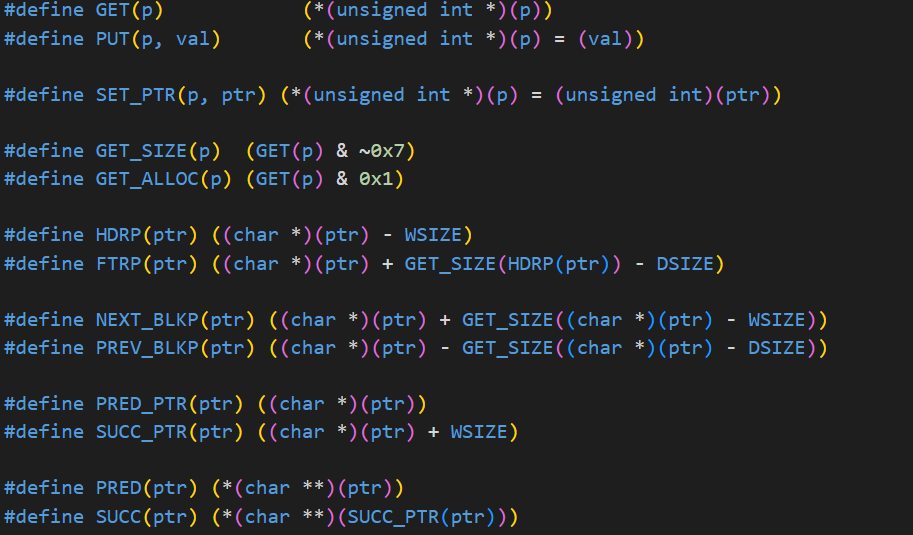 #define GET(p)            (*(unsigned int *)(p))
#define PUT(p, val)       (*(unsigned int *)(p) = (val))
#define SET_PTR(p, ptr) (*(unsigned int *)(p) = (unsigned int)(ptr))
#define GET_SIZE(p)  (GET(p) & ~0x7)
#define GET_ALLOC(p) (GET(p) & 0x1)
#define HDRP(ptr) ((char *)(ptr) - WSIZE)
#define FTRP(ptr) ((char *)(ptr) + GET_SIZE(HDRP(ptr)) - DSIZE)
#define NEXT_BLKP(ptr) ((char *)(ptr) + GET_SIZE((char *)(ptr) - WSIZE))
#define PREV_BLKP(ptr) ((char *)(ptr) - GET_SIZE((char *)(ptr) - DSIZE))
#define PRED_PTR(ptr) ((char *)(ptr))
#define SUCC_PTR(ptr) ((char *)(ptr) + WSIZE)
#define PRED(ptr) (*(char **)(ptr))
#define SUCC(ptr) (*(char **)(SUCC_PTR(ptr)))